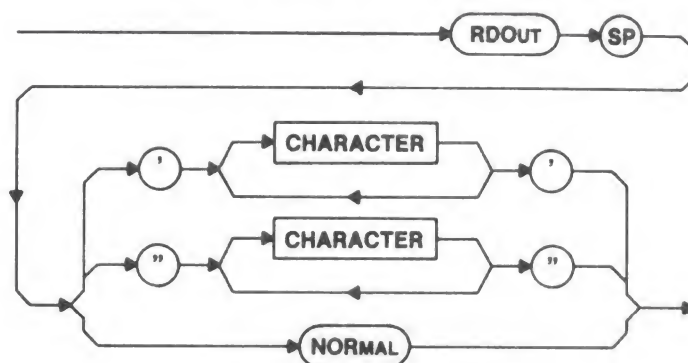 RDOUT SP
' CHARACTER '
" CHARACTER "
NORMAL